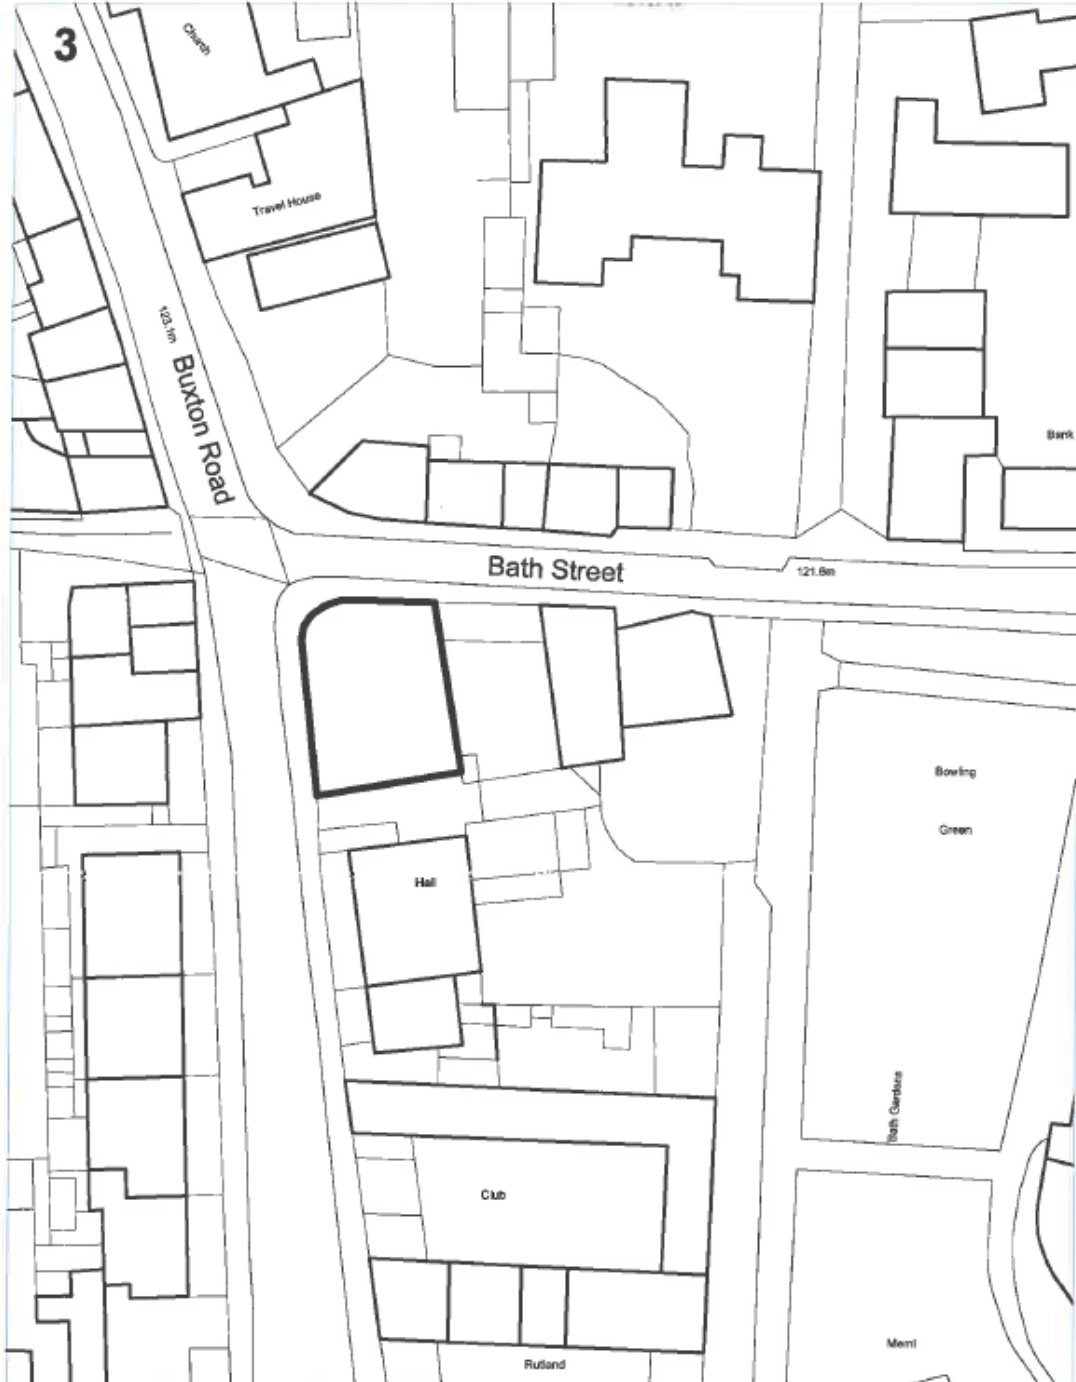 3
Church
Travel House
123.1m
Buxton Road
Bank
Bath Street
121.6m
Bowling
Green
Hall
Bath Gardens
Club
Meml
Rutland